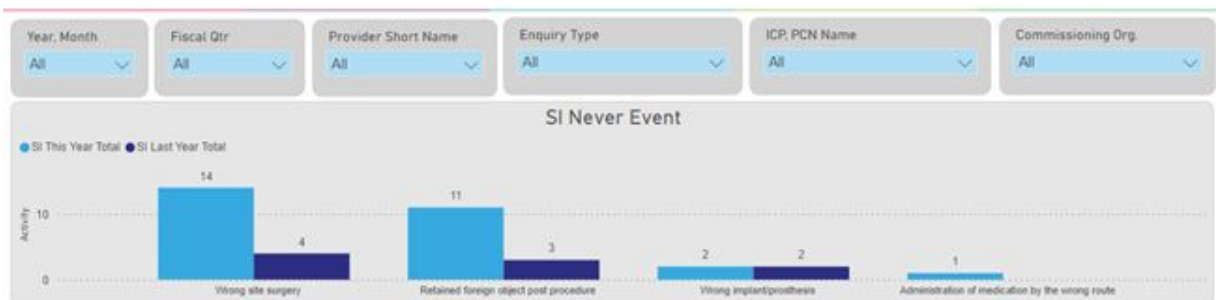 Year, Month Fiscal Qtr Provider Short Name Enquiry Type ICP, PCN Name Commissioning Org.
All All All All All All
SI Never Event
SI This Year Total SI Last Year Total
14
11
10
4
3
2 2
1
Activity
0
Wrong site surgery Retained foreign object post procedure Wrong implant/prosthesis Administration of medication by the wrong route